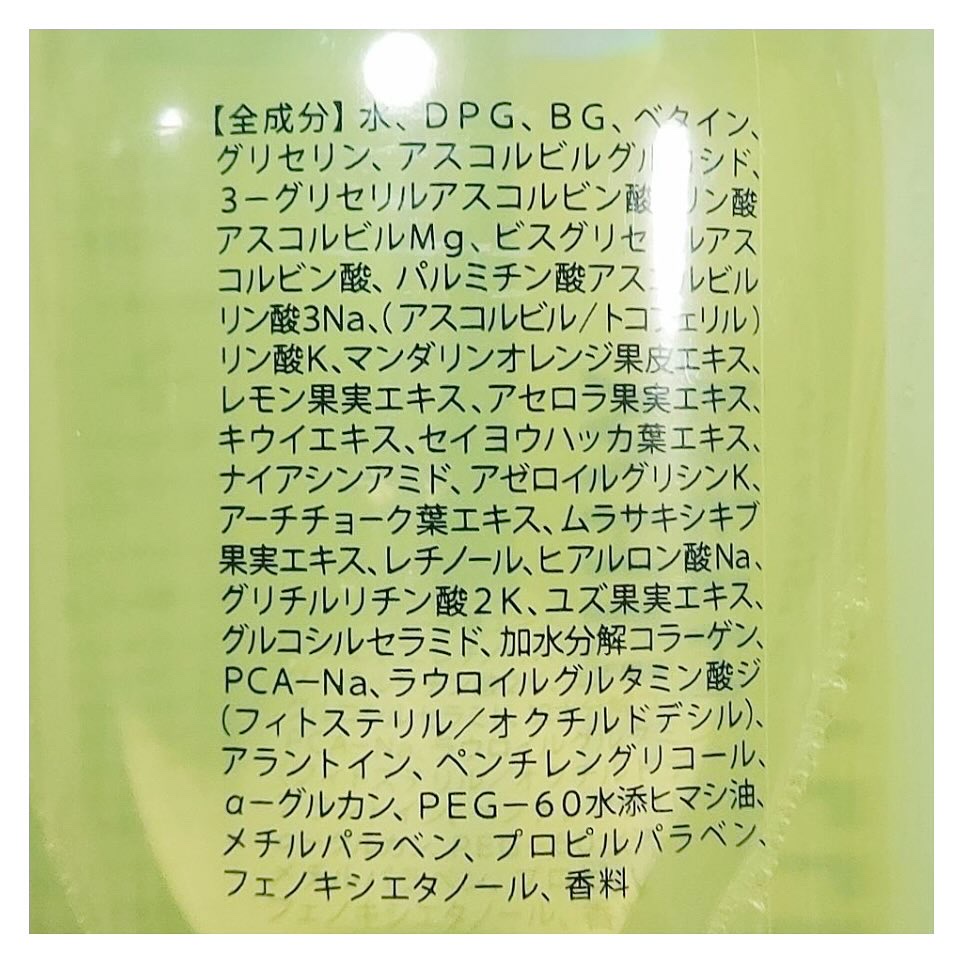 【全成分】水、DPG、BG、ベタイン、
グリセリン、アスコルビルグルコシド、
3-グリセリルアスコルビン酸、リン酸
アスコルビルMg、ビスグリセリルアス
コルビン酸、パルミチン酸アスコルビル
リン酸3Na、(アスコルビル/トコフェリル)
リン酸K、マンダリンオレンジ果皮エキス、
レモン果実エキス、アセロラ果実エキス、
キウイエキス、セイヨウハッカ葉エキス、
ナイアシンアミド、アゼロイルグリシンK、
アーチチョーク葉エキス、ムラサキシキブ
果実エキス、レチノール、ヒアルロン酸Na、
グリチルリチン酸2K、ユズ果実エキス、
グルコシルセラミド、加水分解コラーゲン、
PCA-Na、ラウロイルグルタミン酸ジ
(フィトステリル/オクチルドデシル)、
アラントイン、ペンチレングリコール、
α-グルカン、PEG-60水添ヒマシ油、
メチルパラベン、プロピルパラベン、
フェノキシエタノール、香料